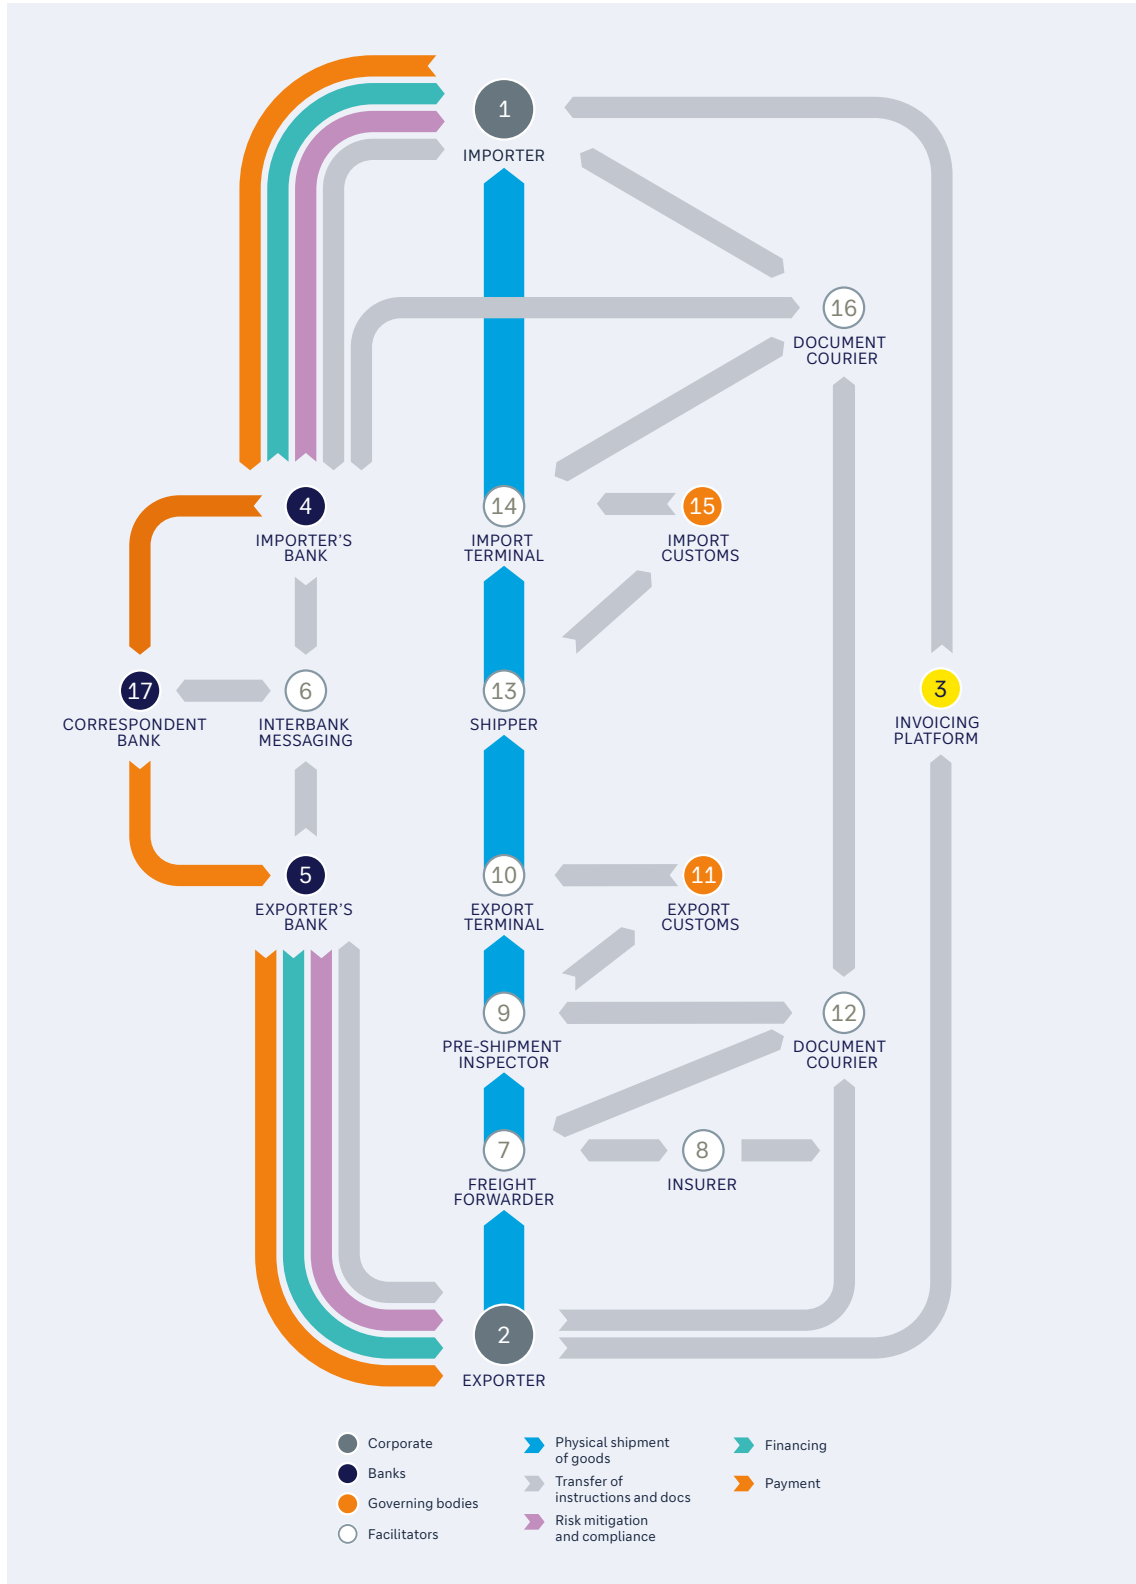 1
IMPORTER
16
DOCUMENT
COURIER
4
IMPORTER'S
BANK
14
IMPORT
TERMINAL
15
IMPORT
CUSTOMS
17
CORRESPONDENT
BANK
6
INTERBANK
MESSAGING
13
SHIPPER
3
INVOICING
PLATFORM
5
EXPORTER'S
BANK
10
EXPORT
TERMINAL
11
EXPORT
CUSTOMS
9
PRE-SHIPMENT
INSPECTOR
12
DOCUMENT
COURIER
7
FREIGHT
FORWARDER
8
INSURER
2
EXPORTER
Corporate
Banks
Governing bodies
Facilitators
Physical shipment
of goods
Transfer of
instructions and docs
Risk mitigation
and compliance
Financing
Payment